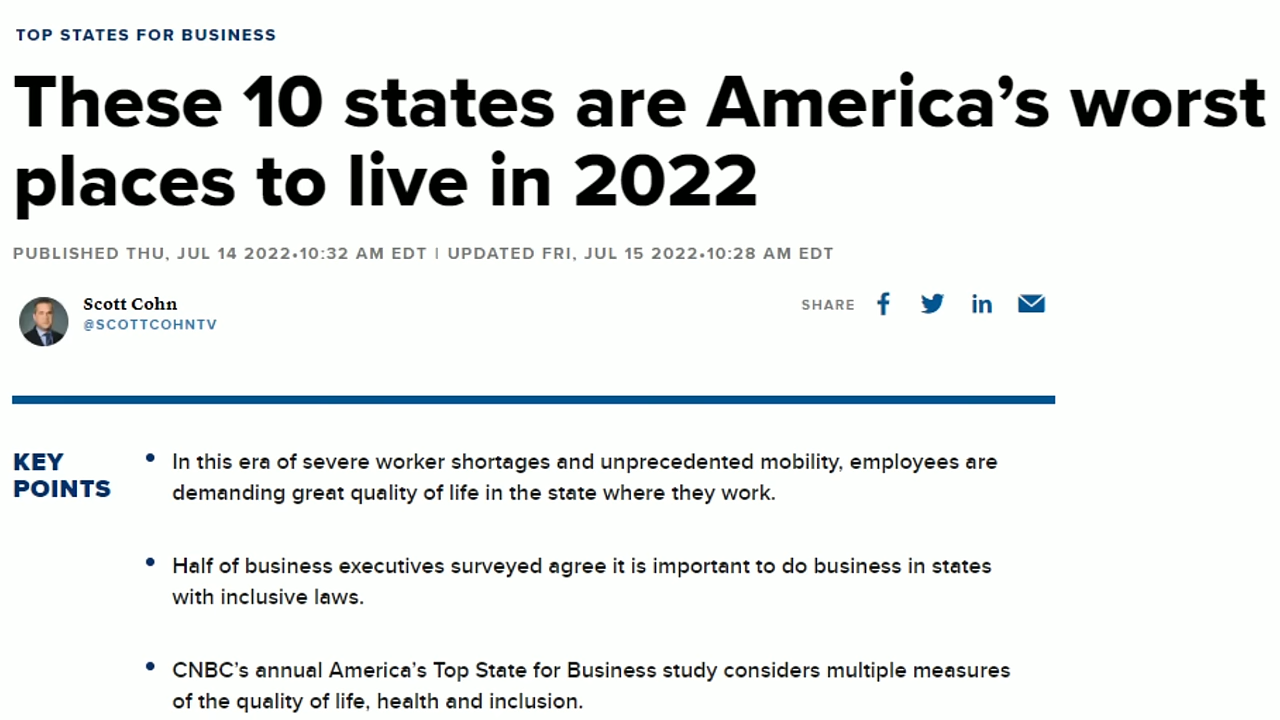 TOP STATES FOR BUSINESS
These 10 states are America’s worst
places to live in 2022
PUBLISHED THU, JUL 14 2022•10:32 AM EDT | UPDATED FRI, JUL 15 2022•10:28 AM EDT
Scott Cohn
@SCOTTCOHNTV
SHARE
KEY
POINTS
• In this era of severe worker shortages and unprecedented mobility, employees are
demanding great quality of life in the state where they work.
• Half of business executives surveyed agree it is important to do business in states
with inclusive laws.
• CNBC’s annual America’s Top State for Business study considers multiple measures
of the quality of life, health and inclusion.